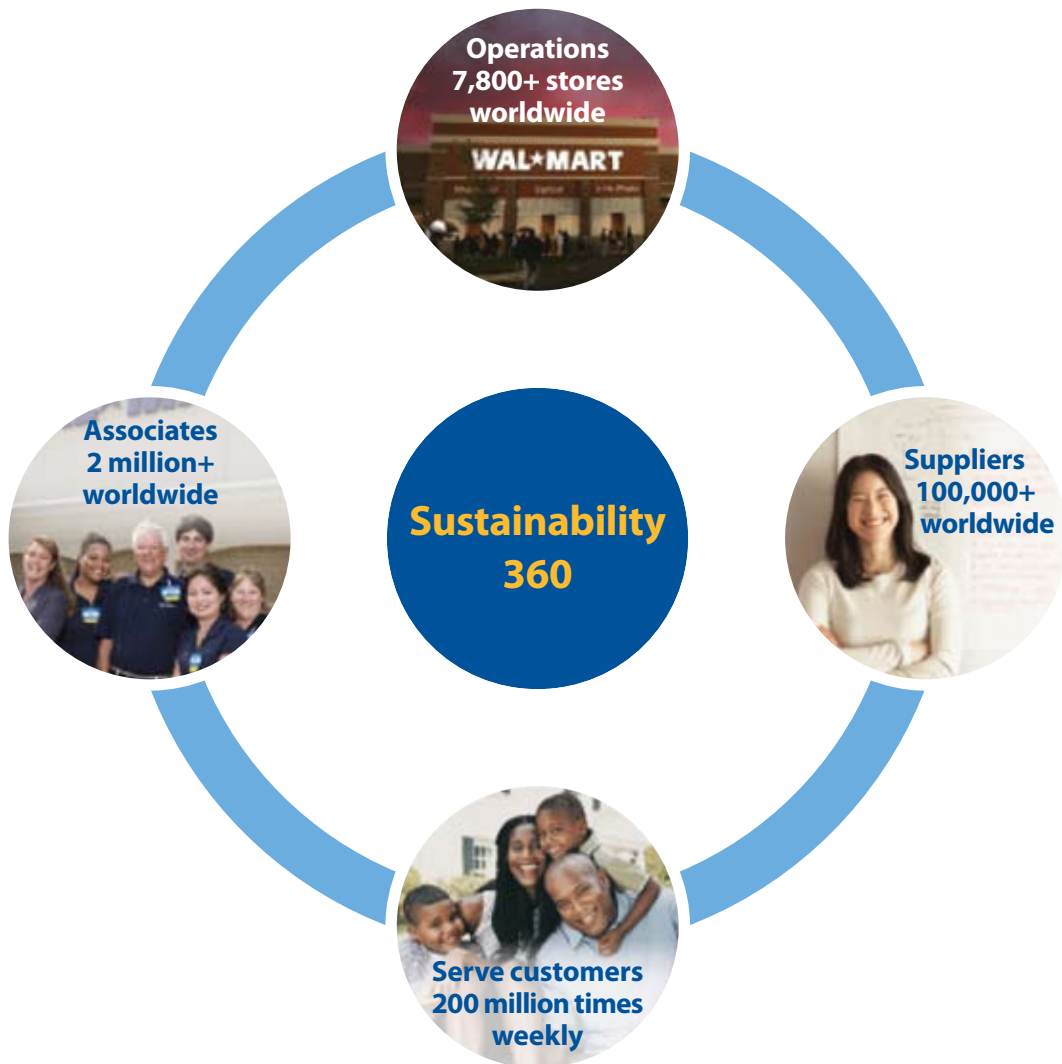 Operations
7,800+ stores
worldwide
WAL★MART
Associates
2 million+
worldwide
Sustainability
360
Suppliers
100,000+
worldwide
Serve customers
200 million times
weekly